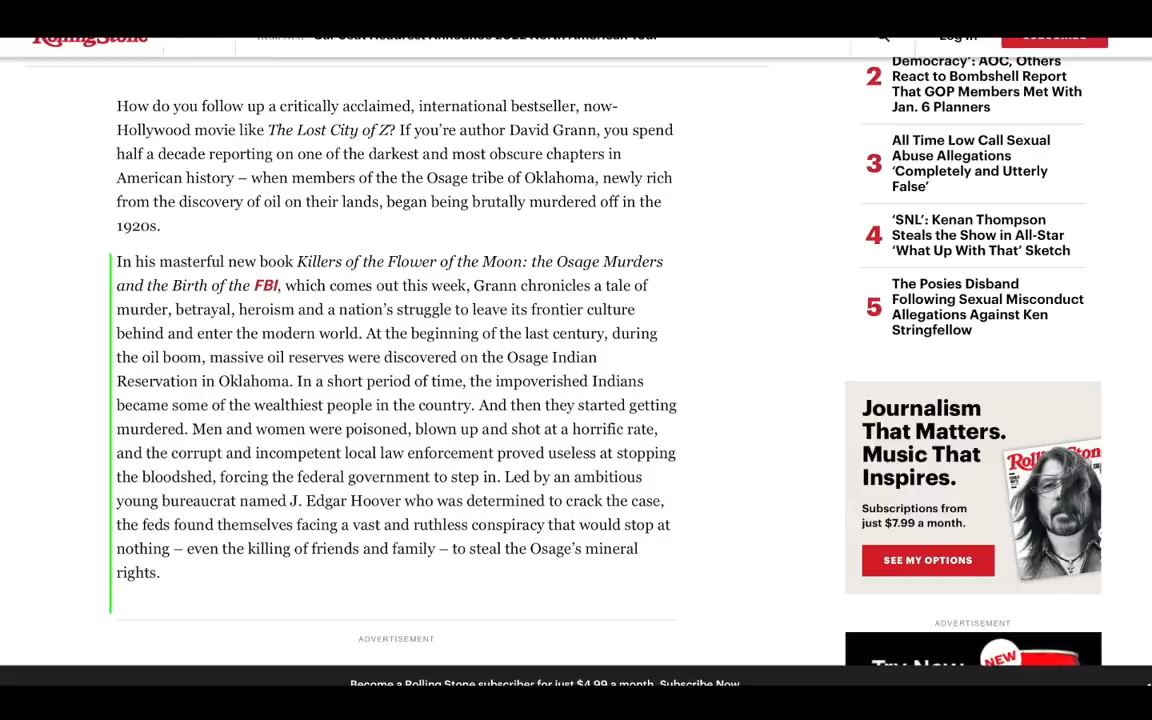 RollingStone
Car Seat Headrest Announce 2022 North American Tour
Log In
SUBSCRIBE
How do you follow up a critically acclaimed, international bestseller, now-
Hollywood movie like The Lost City of Z? If you’re author David Grann, you spend
half a decade reporting on one of the darkest and most obscure chapters in
American history – when members of the the Osage tribe of Oklahoma, newly rich
from the discovery of oil on their lands, began being brutally murdered off in the
1920s.
In his masterful new book Killers of the Flower of the Moon: the Osage Murders
and the Birth of the FBI, which comes out this week, Grann chronicles a tale of
murder, betrayal, heroism and a nation’s struggle to leave its frontier culture
behind and enter the modern world. At the beginning of the last century, during
the oil boom, massive oil reserves were discovered on the Osage Indian
Reservation in Oklahoma. In a short period of time, the impoverished Indians
became some of the wealthiest people in the country. And then they started getting
murdered. Men and women were poisoned, blown up and shot at a horrific rate,
and the corrupt and incompetent local law enforcement proved useless at stopping
the bloodshed, forcing the federal government to step in. Led by an ambitious
young bureaucrat named J. Edgar Hoover who was determined to crack the case,
the feds found themselves facing a vast and ruthless conspiracy that would stop at
nothing – even the killing of friends and family – to steal the Osage’s mineral
rights.
ADVERTISEMENT
2
Democracy’: AOC, Others
React to Bombshell Report
That GOP Members Met With
Jan. 6 Planners
3
All Time Low Call Sexual
Abuse Allegations
‘Completely and Utterly
False’
4
‘SNL’: Kenan Thompson
Steals the Show in All-Star
‘What Up With That’ Sketch
5
The Posies Disband
Following Sexual Misconduct
Allegations Against Ken
Stringfellow
Journalism
That Matters.
Music That
Inspires.
Subscriptions from
just $7.99 a month.
SEE MY OPTIONS
ADVERTISEMENT
Try Now
NEW
Become a Rolling Stone subscriber for just $4.99 a month. Subscribe Now